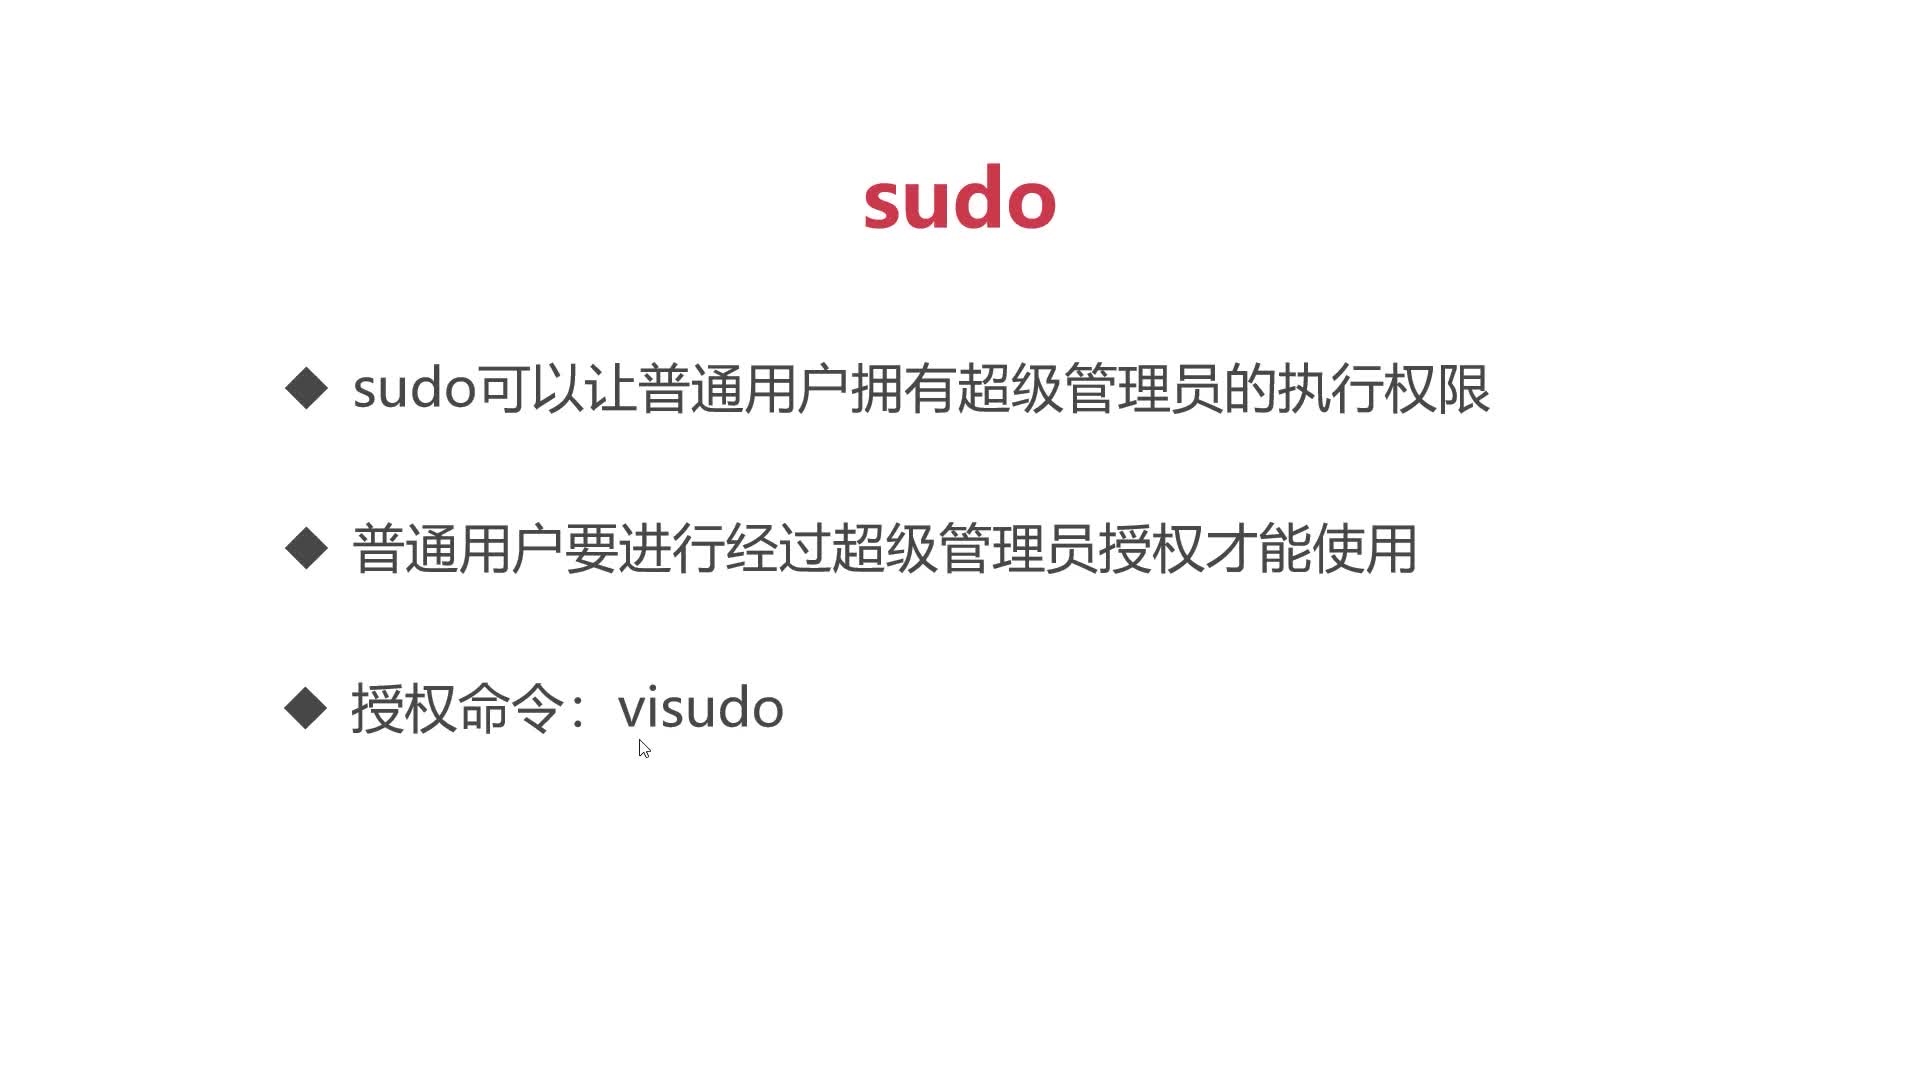 sudo
◆ sudo可以让普通用户拥有超级管理员的执行权限
◆ 普通用户要进行经过超级管理员授权才能使用
◆ 授权命令：visudo